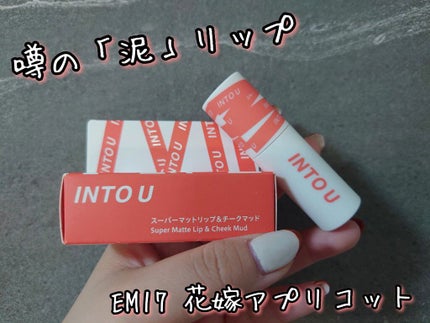 噂の「泥」リップ
INTO U
INTO U
INTO U
INTO U
スーパーマットリップ&チークマッド
Super Matte Lip & Cheek Mud
EM17 花嫁アプリコット